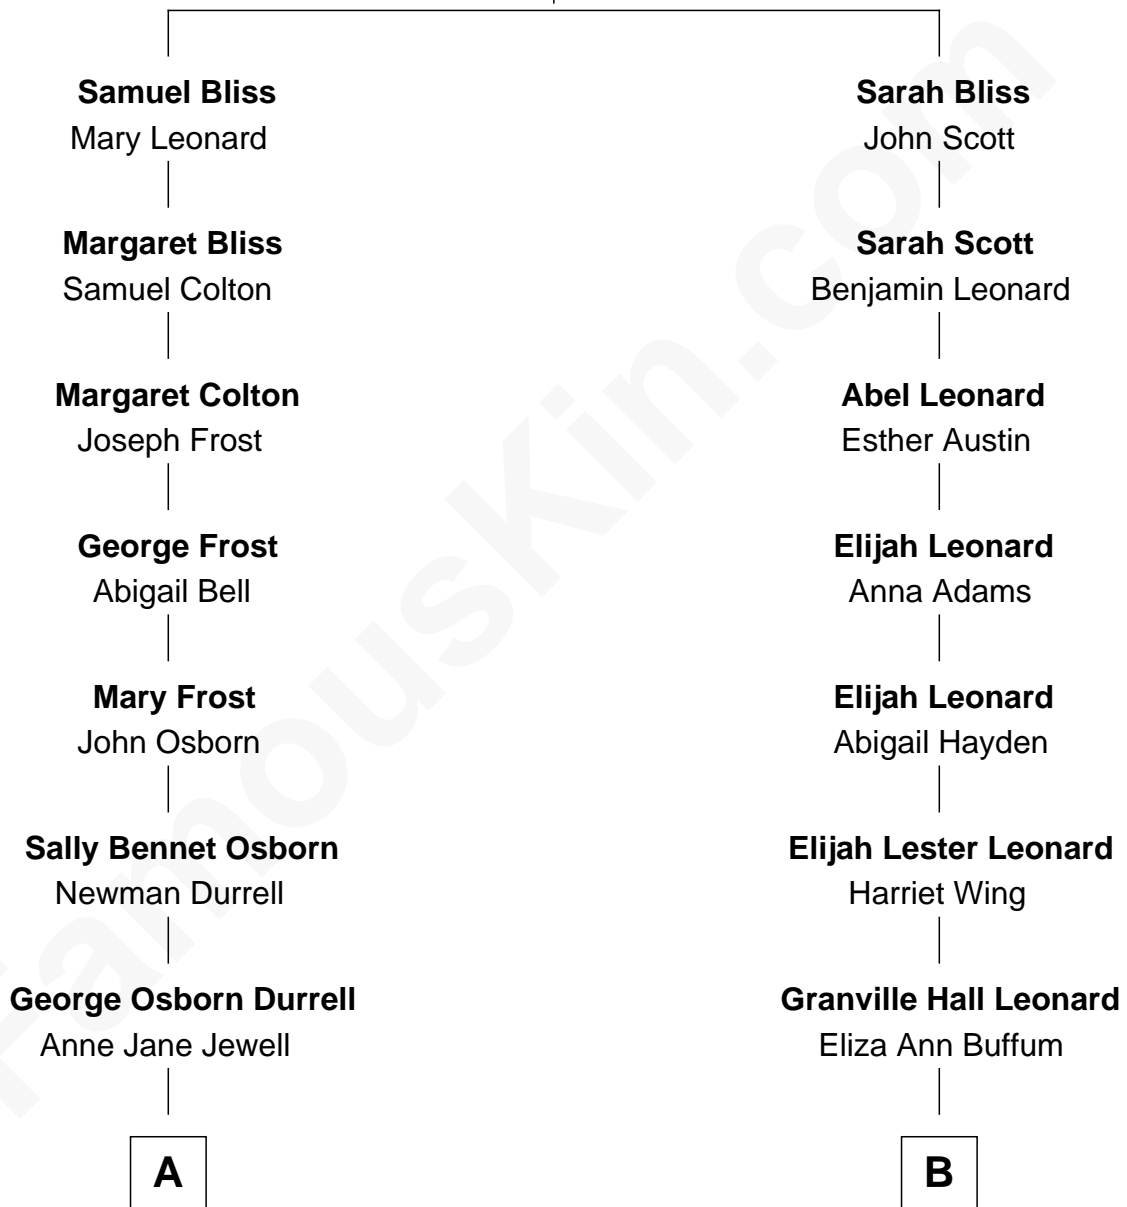 Samuel Bliss
Mary Leonard
Margaret Bliss
Samuel Colton
Margaret Colton
Joseph Frost
George Frost
Abigail Bell
Mary Frost
John Osborn
Sally Bennet Osborn
Newman Durrell
George Osborn Durrell
Anne Jane Jewell
A
Sarah Bliss
John Scott
Sarah Scott
Benjamin Leonard
Abel Leonard
Esther Austin
Elijah Leonard
Anna Adams
Elijah Leonard
Abigail Hayden
Elijah Lester Leonard
Harriet Wing
Granville Hall Leonard
Eliza Ann Buffum
B
FamousKin.com